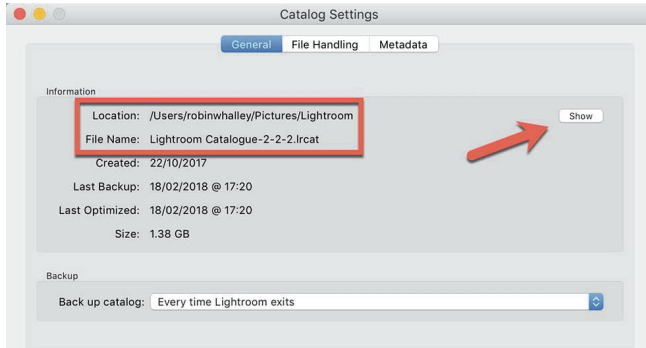 Catalog Settings
General File Handling Metadata
Information
Location: /Users/robinwhalley/Pictures/Lightroom Show
File Name: Lightroom Catalogue-2-2-2.lrcat
Created: 22/10/2017
Last Backup: 18/02/2018 @ 17:20
Last Optimized: 18/02/2018 @ 17:20
Size: 1.38 GB
Backup
Back up catalog: Every time Lightroom exits